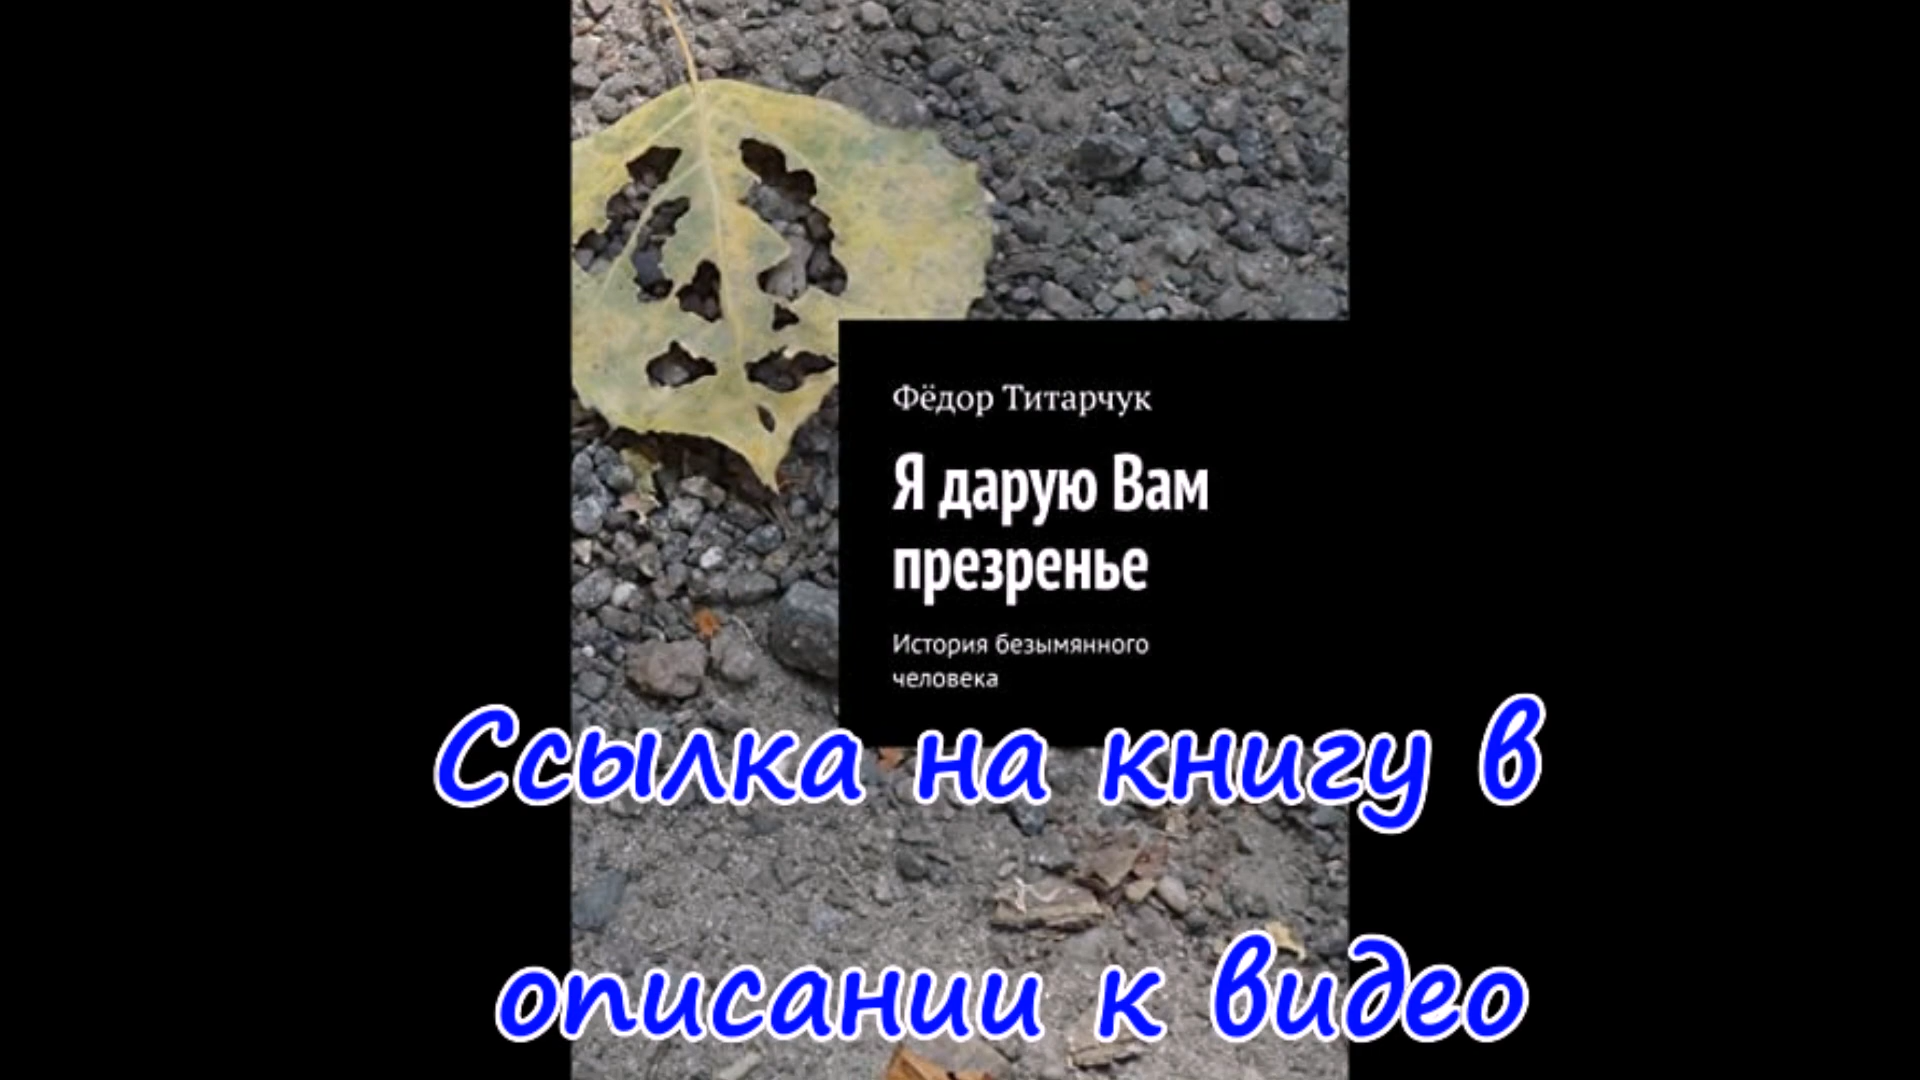 Фёдор Титарчук
Я дарую Вам
презренье
История безымянного
человека
Ссылка на книгу в
описании к видео